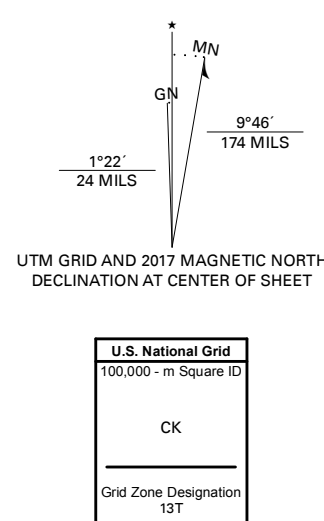 ★
MN
GN
9°46´
174 MILS
1°22´
24 MILS
UTM GRID AND 2017 MAGNETIC NORTH
DECLINATION AT CENTER OF SHEET
U.S. National Grid
100,000 - m Square ID
CK
Grid Zone Designation
13T